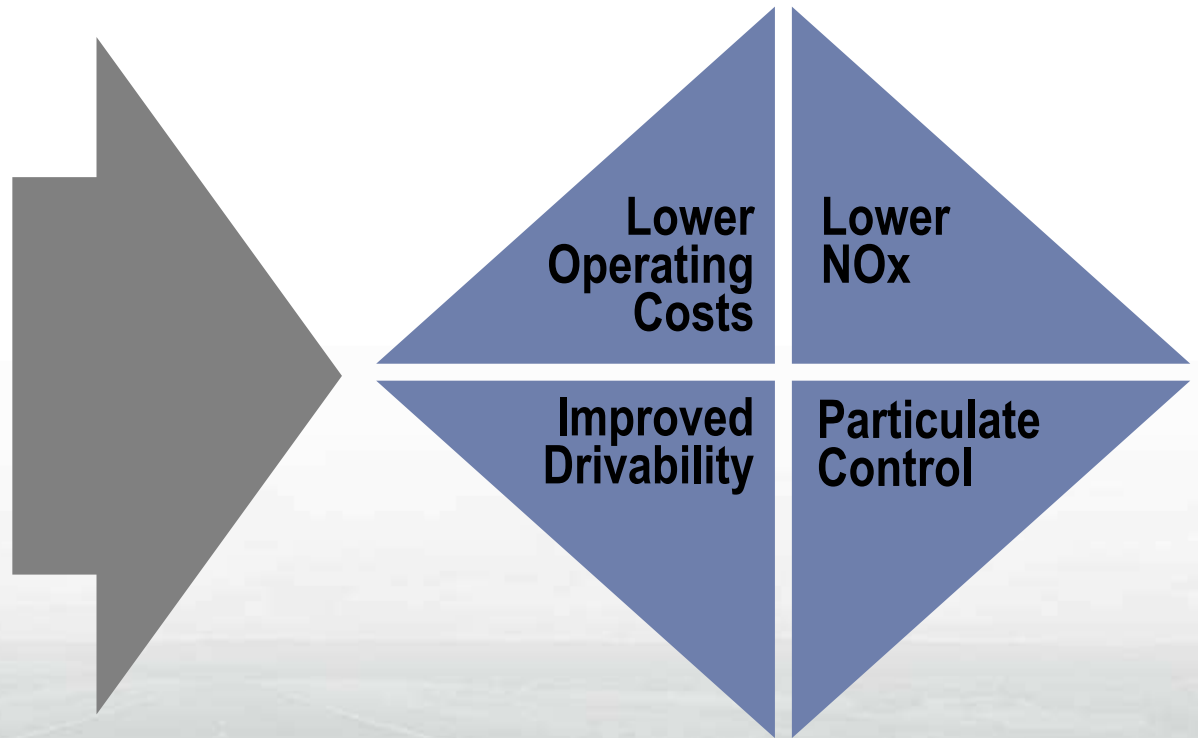 Lower
Operating
Costs
Lower
NOx
Improved
Drivability
Particulate
Control